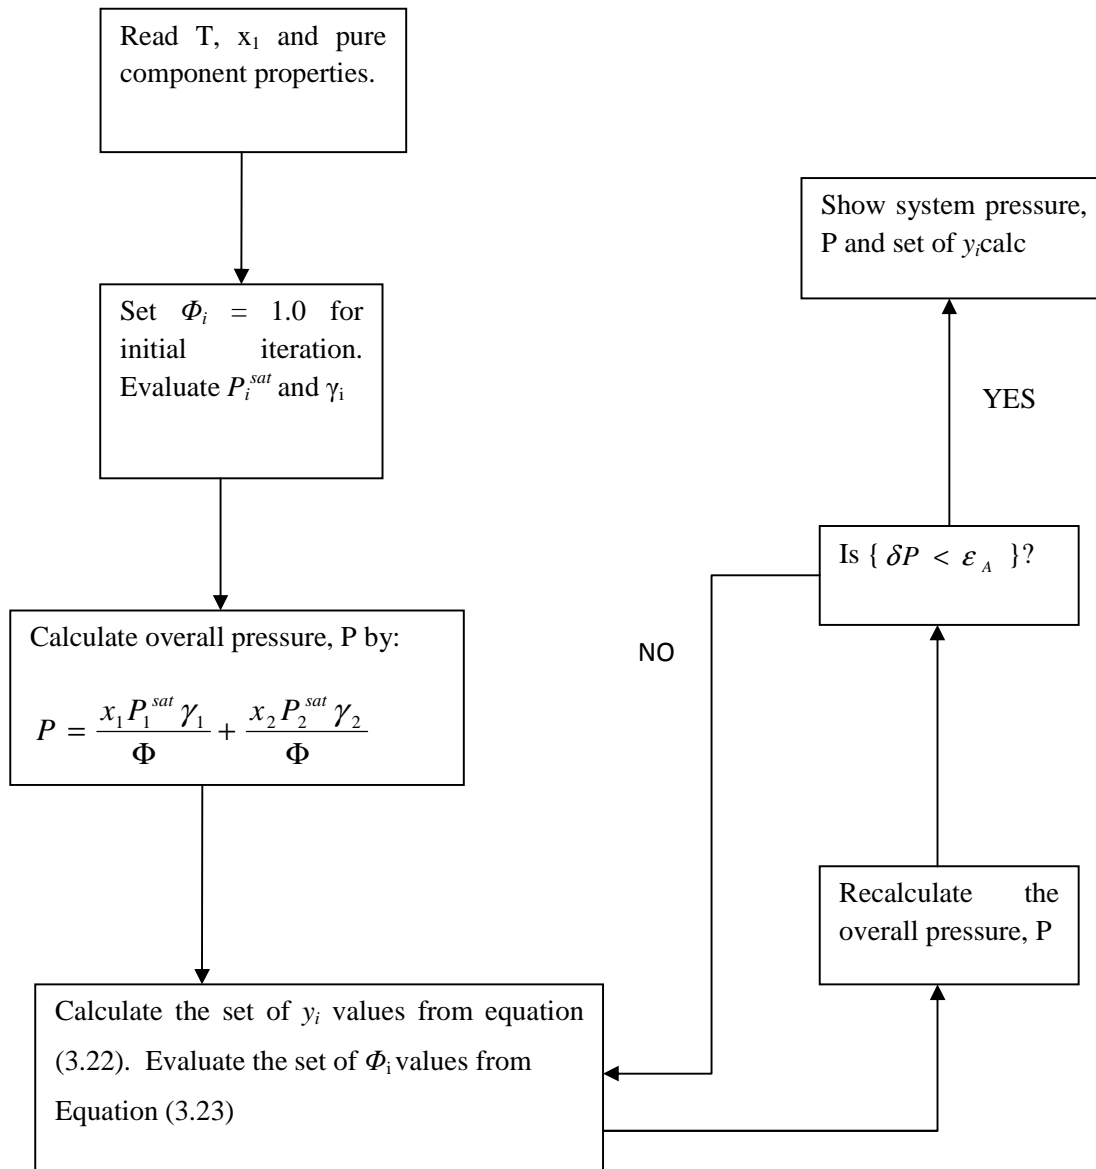 Read T, x₁ and pure
component properties.
Set Φᵢ = 1.0 for
initial iteration.
Evaluate Pᵢˢᵃᵗ and γᵢ
Calculate overall pressure, P by:
P = x₁P₁ˢᵃᵗγ₁/Φ + x₂P₂ˢᵃᵗγ₂/Φ
Calculate the set of yᵢ values from equation
(3.22). Evaluate the set of Φᵢ values from
Equation (3.23)
Recalculate the
overall pressure, P
Is { δP < ε_A }?
NO
YES
Show system pressure,
P and set of yᵢcalc